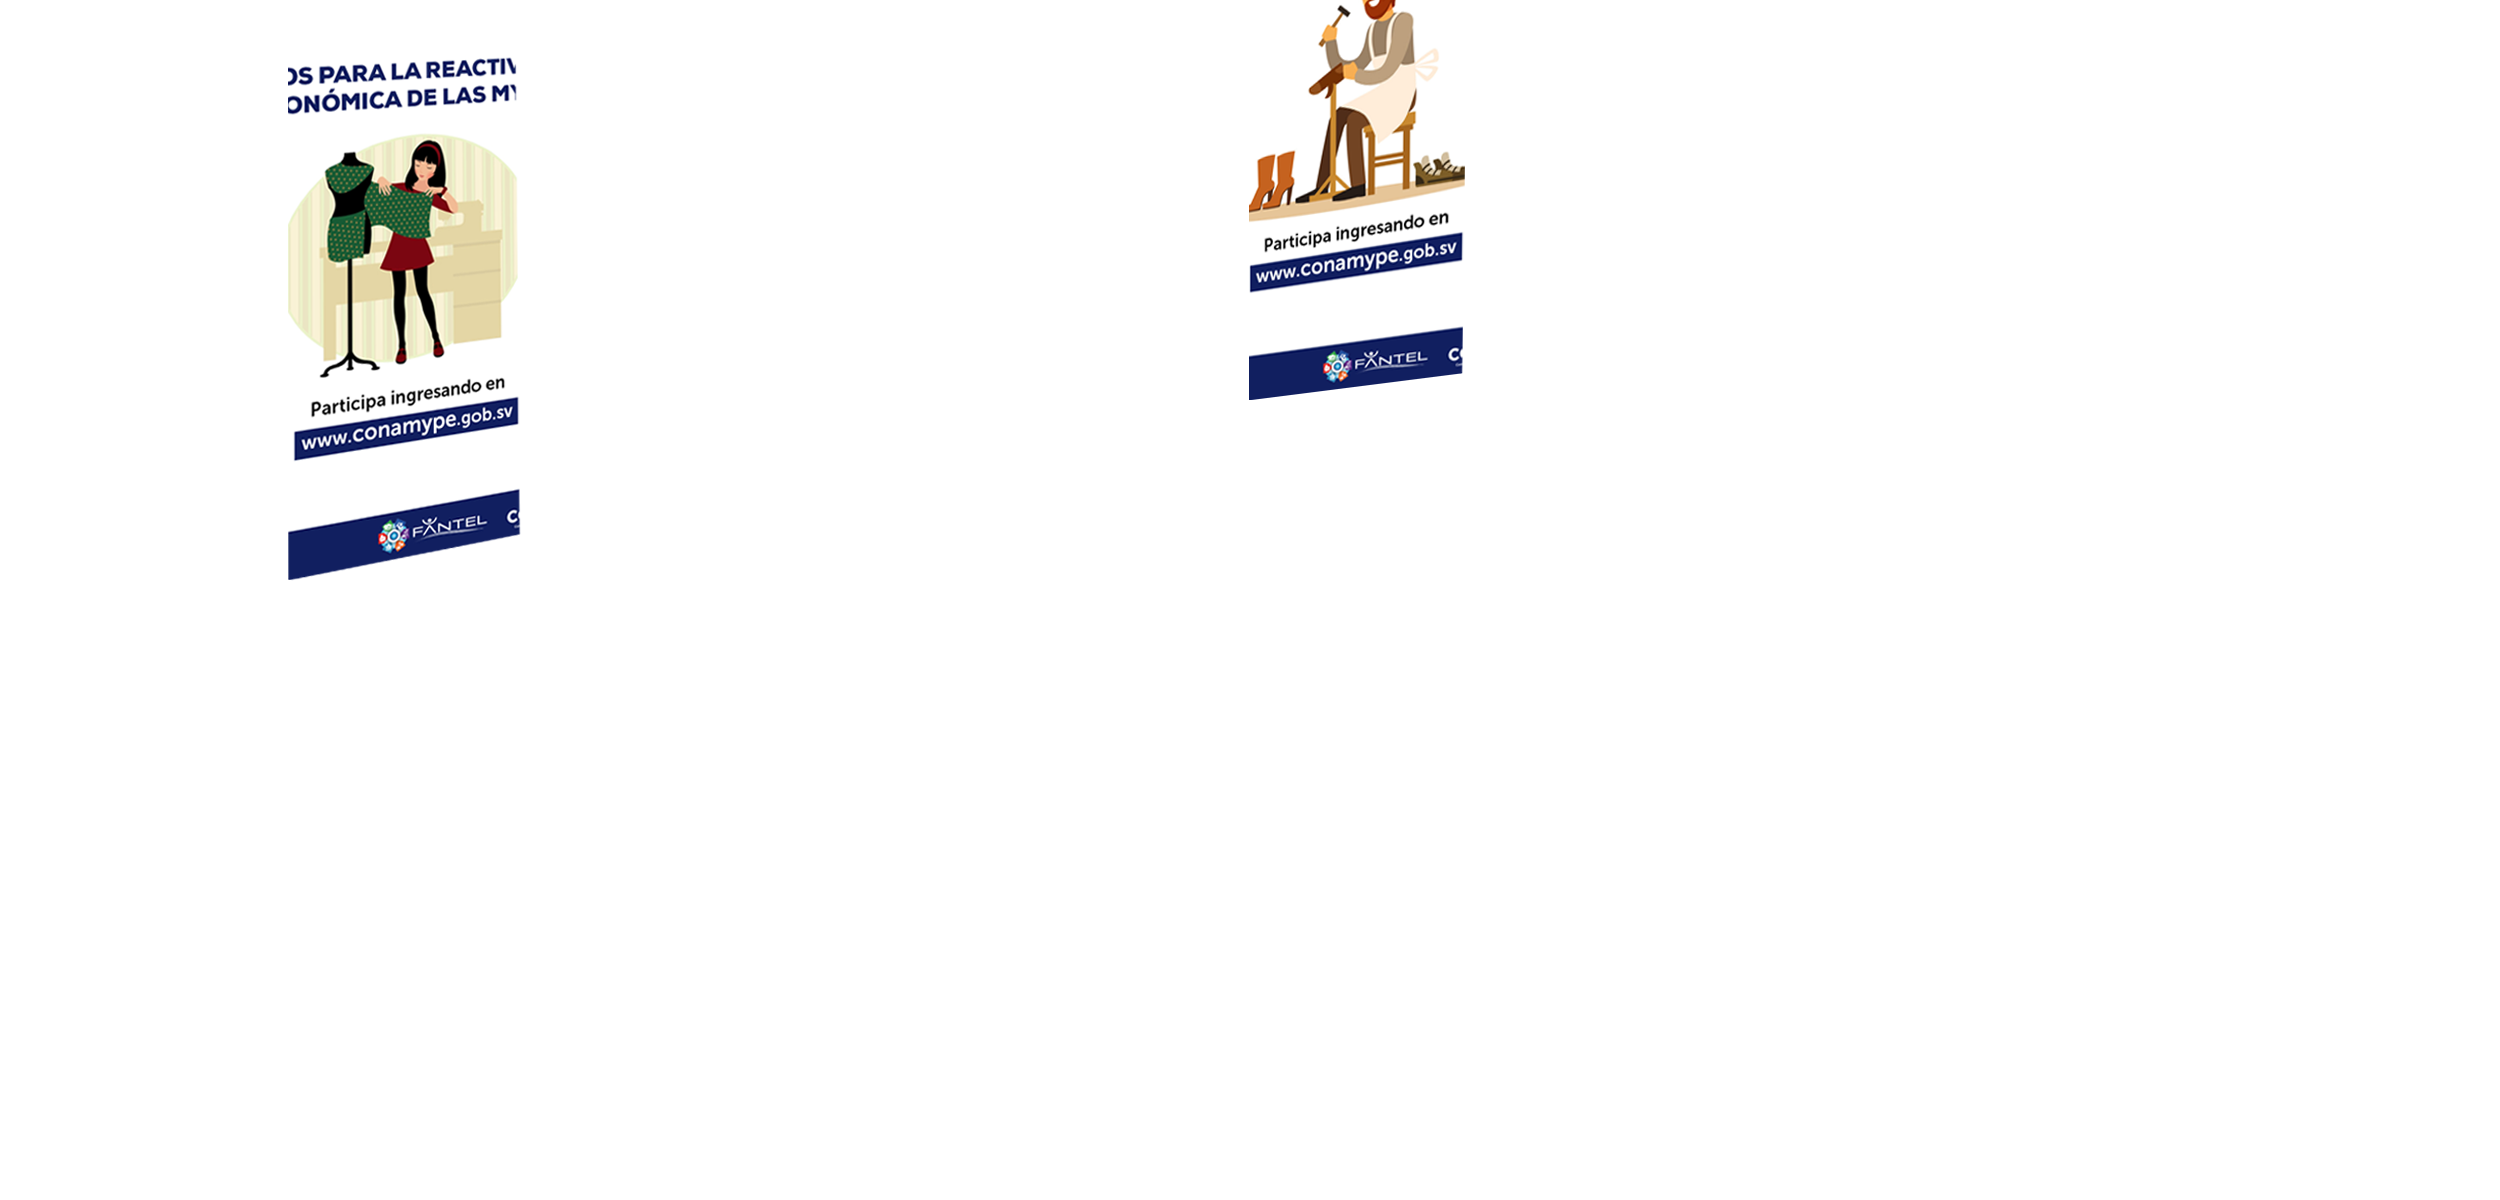 OS PARA LA REACTIV
ONÓMICA DE LAS MY
Participa ingresando en
www.conamype.gob.sv
FANTEL
Participa ingresando en
www.conamype.gob.sv
FANTEL